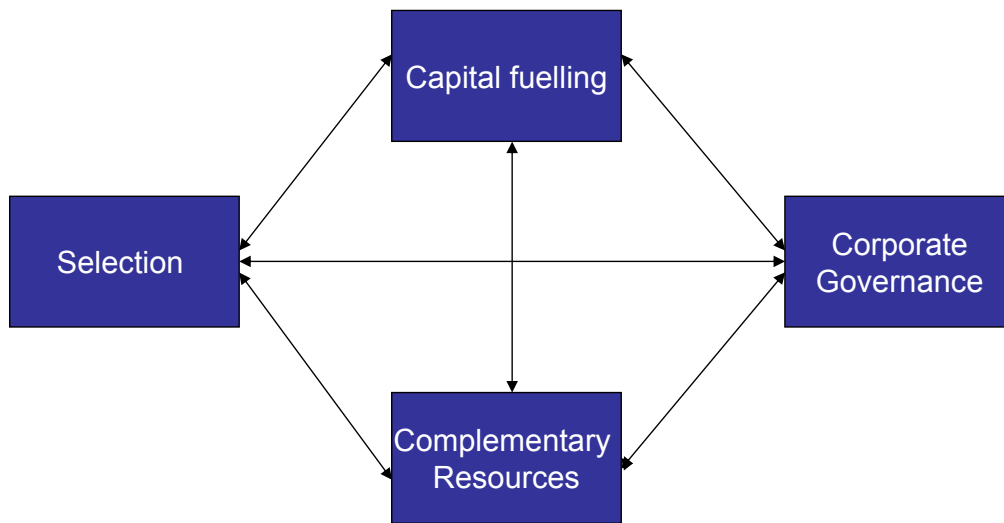 Capital fuelling
Selection
Corporate
Governance
Complementary
Resources